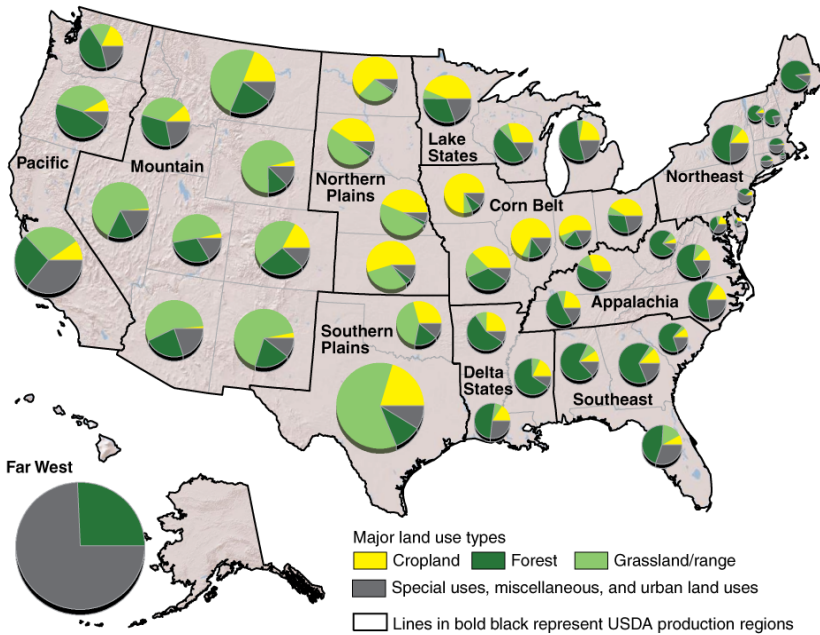 Pacific
Mountain
Northern
Plains
Lake
States
Corn Belt
Northeast
Appalachia
Southern
Plains
Delta
States
Southeast
Far West
Major land use types
Cropland
Forest
Grassland/range
Special uses, miscellaneous, and urban land uses
Lines in bold black represent USDA production regions